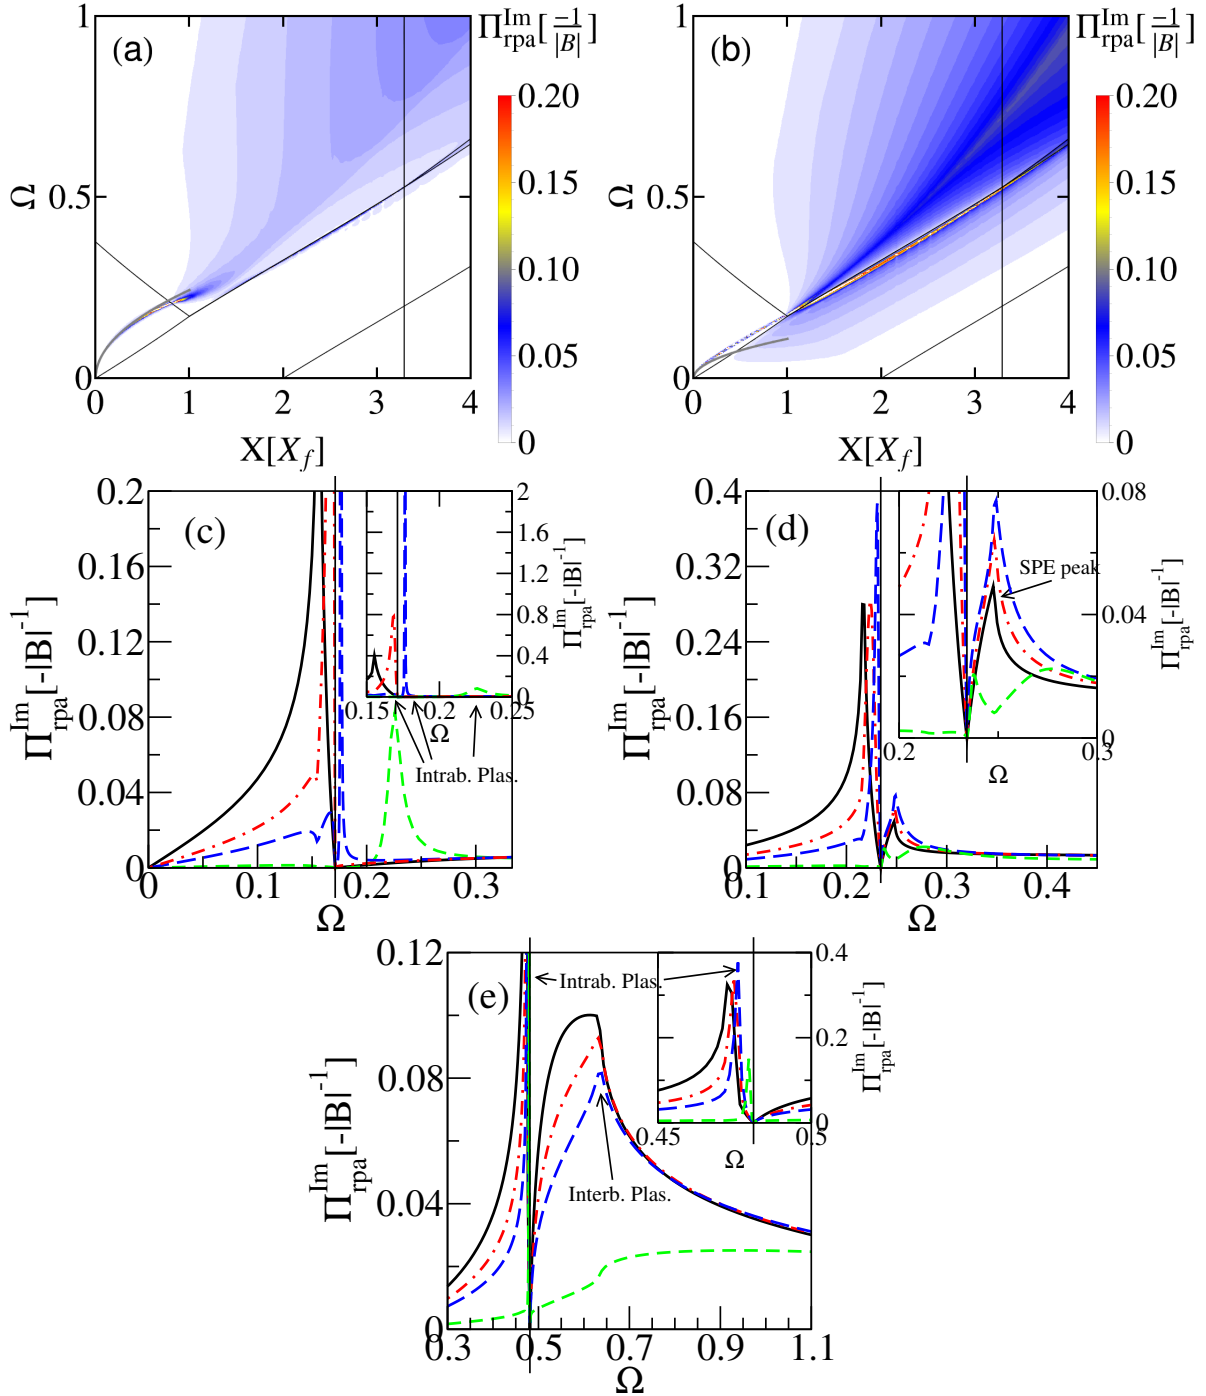 1
(a)
Ω
0.5
0
0
1
2
3
4
X[X_f]
Π^Im_rpa[−1/|B|]
0.20
0.15
0.10
0.05
0
1
(b)
Ω
0.5
0
0
1
2
3
4
X[X_f]
Π^Im_rpa[−1/|B|]
0.20
0.15
0.10
0.05
0
0.2
(c)
0.16
0.12
0.08
0.04
0
Π^Im_rpa[-|B|^-1]
0
0.1
0.2
0.3
Ω
2
1.6
1.2
0.8
0.4
0
Π^Im_rpa[-|B|^-1]
0.15
0.2
0.25
Ω
Intrab. Plas.
0.4
(d)
0.32
0.24
0.16
0.08
0
Π^Im_rpa[-|B|^-1]
0.1
0.2
0.3
0.4
Ω
0.08
0.04
0
Π^Im_rpa[-|B|^-1]
SPE peak
0.2
0.3
Ω
0.12
(e)
0.08
0.04
0
Π^Im_rpa[-|B|^-1]
0.3
0.5
0.7
0.9
1.1
Ω
Intrab. Plas.
Interb. Plas.
0.4
0.2
0
Π^Im_rpa[-|B|^-1]
0.45
0.5
Ω